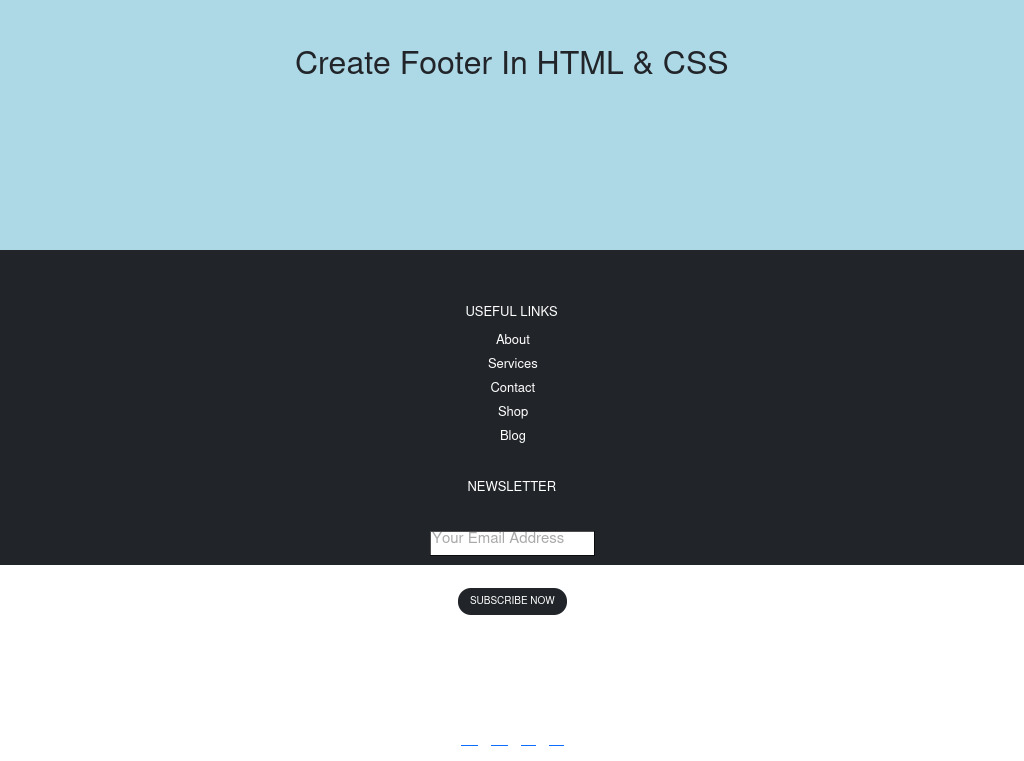 Create Footer In HTML & CSS
USEFUL LINKS
About
Services
Contact
Shop
Blog
NEWSLETTER
Your Email Address
SUBSCRIBE NOW